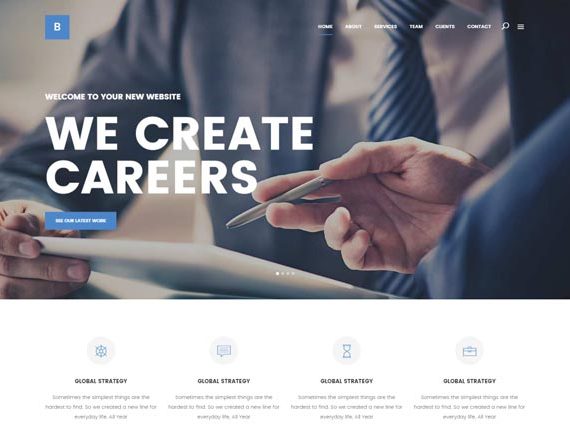 B
HOME ABOUT SERVICES TEAM CLIENTS CONTACT
WELCOME TO YOUR NEW WEBSITE
WE CREATE
CAREERS
SEE OUR LATEST WORK
GLOBAL STRATEGY GLOBAL STRATEGY GLOBAL STRATEGY GLOBAL STRATEGY
Sometimes the simplest things are the
hardest to find. So we created a new line for
everyday life, All Year
Sometimes the simplest things are the
hardest to find. So we created a new line for
everyday life, All Year
Sometimes the simplest things are the
hardest to find. So we created a new line for
everyday life, All Year
Sometimes the simplest things are the
hardest to find. So we created a new line for
everyday life, All Year